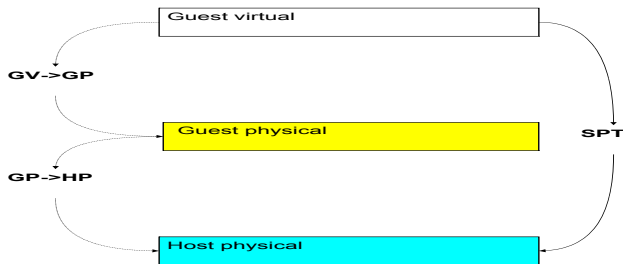 Guest virtual
GV->GP
Guest physical
SPT
GP->HP
Host physical